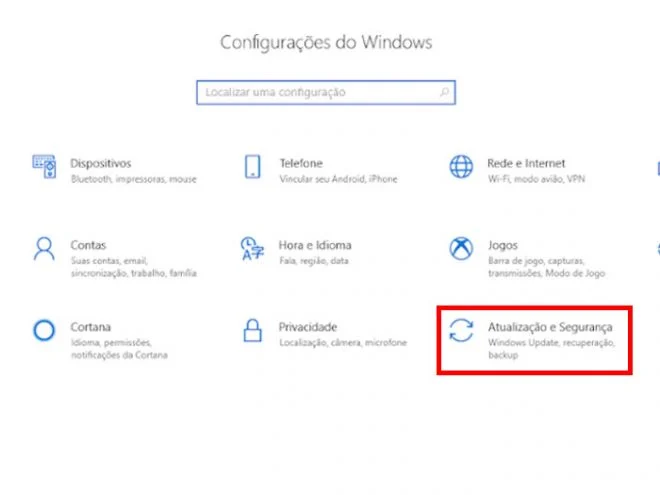 Configurações do Windows
Localizar uma configuração
Dispositivos
Bluetooth, impressoras, mouse
Telefone
Vincular seu Android, iPhone
Rede e Internet
Wi-Fi, modo avião, VPN
Contas
Suas contas, email,
sincronização, trabalho, família
Hora e Idioma
Fala, região, data
Jogos
Barra de jogo, capturas,
transmissões, Modo de Jogo
Cortana
Idioma, permissões,
notificações da Cortana
Privacidade
Localização, câmera, microfone
Atualização e Segurança
Windows Update, recuperação,
backup